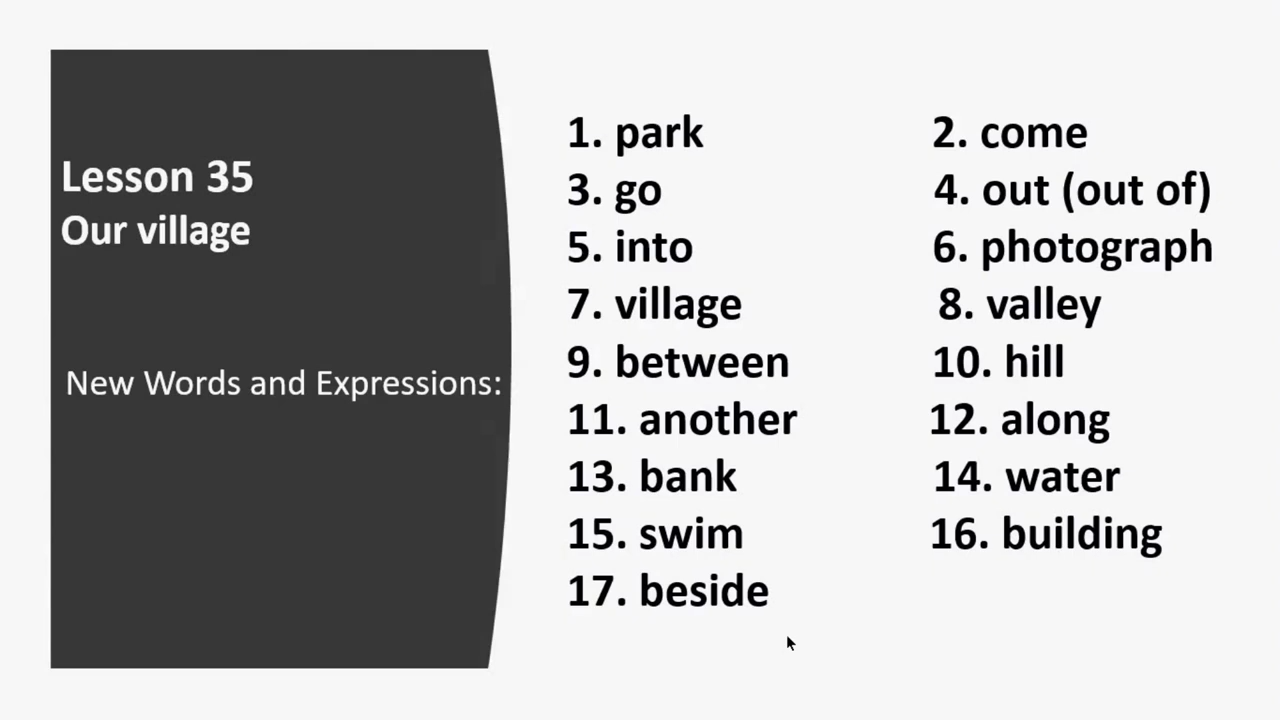 Lesson 35
Our village
New Words and Expressions:
1. park 2. come
3. go 4. out (out of)
5. into 6. photograph
7. village 8. valley
9. between 10. hill
11. another 12. along
13. bank 14. water
15. swim 16. building
17. beside